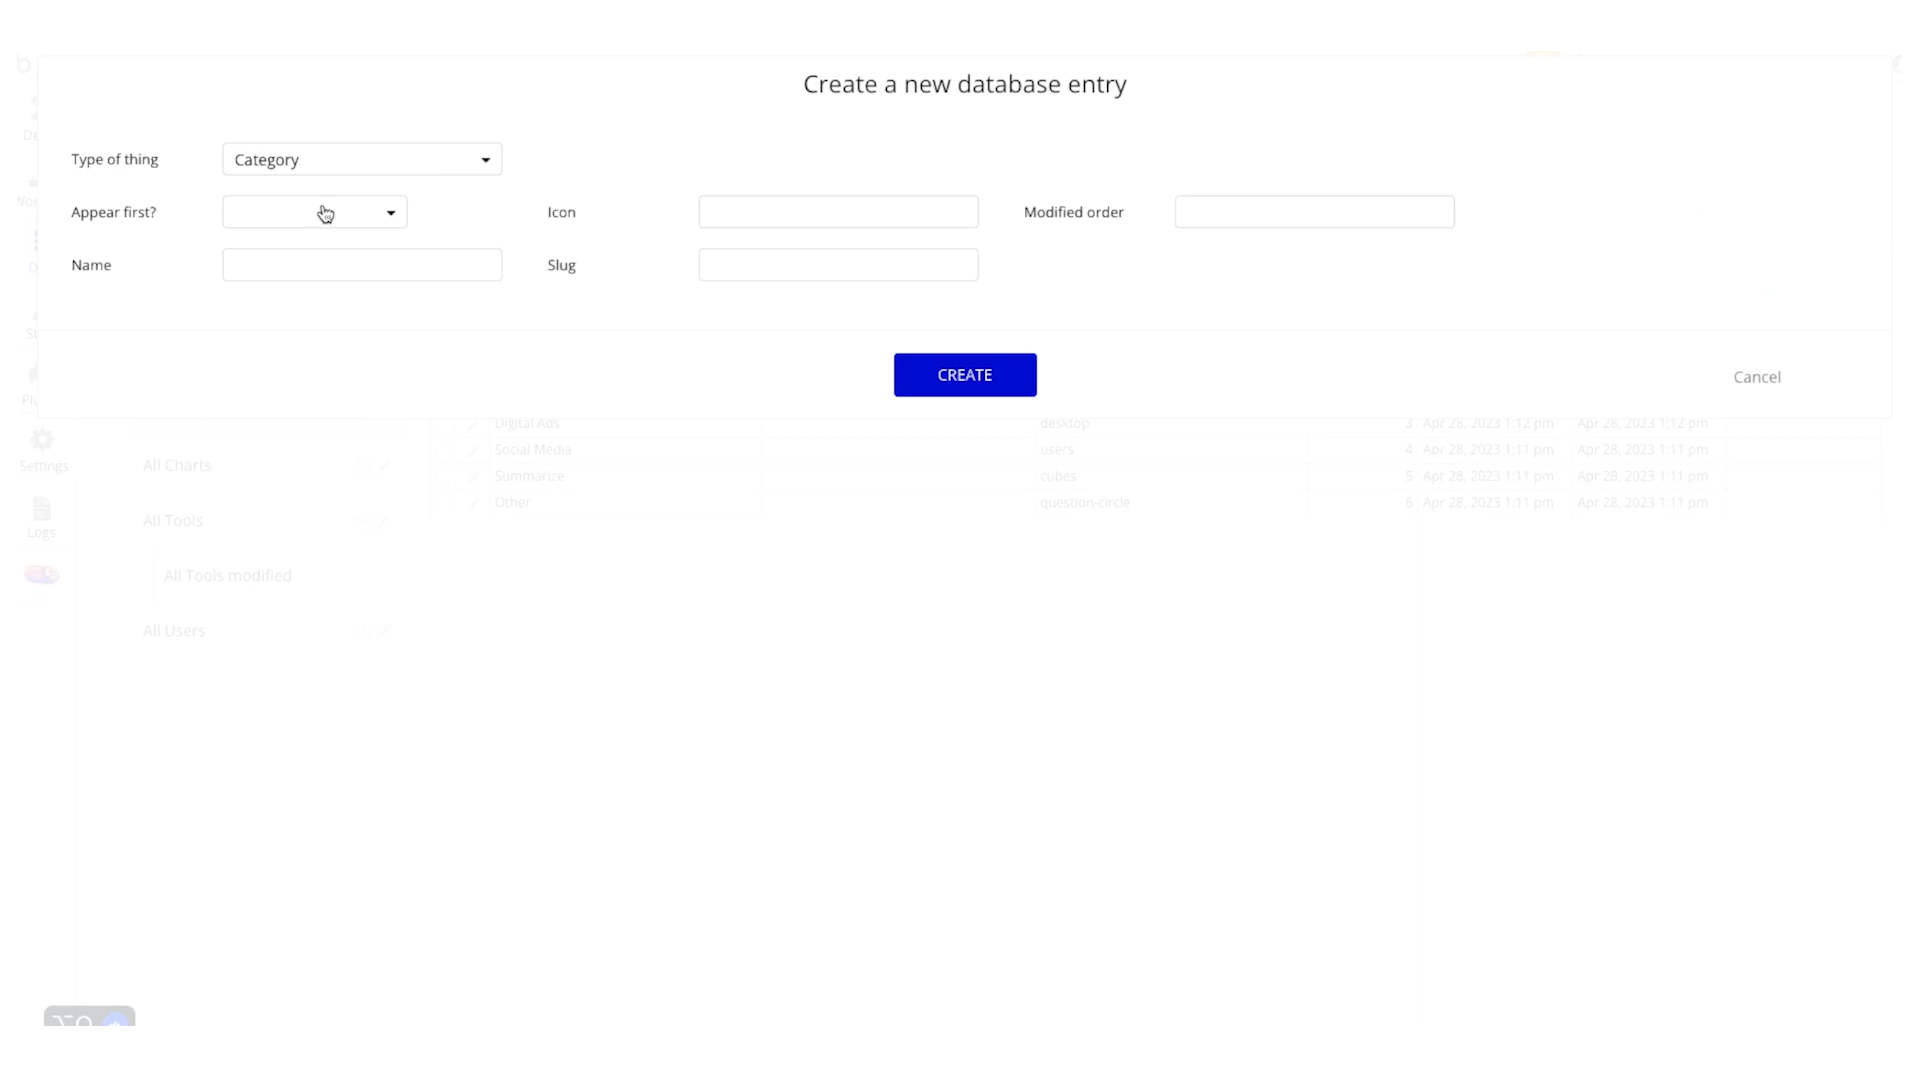 Create a new database entry
Type of thing Category
Appear first? Icon Modified order
Name Slug
CREATE
Cancel
Digital Ads desktop 3 Apr 28, 2023 1:12 pm Apr 28, 2023 1:12 pm
Social Media users 4 Apr 28, 2023 1:11 pm Apr 28, 2023 1:11 pm
Summarize cubes 5 Apr 28, 2023 1:11 pm Apr 28, 2023 1:11 pm
Other question-circle 6 Apr 28, 2023 1:11 pm Apr 28, 2023 1:11 pm
Settings
Logs
All Charts
All Tools
All Tools modified
All Users